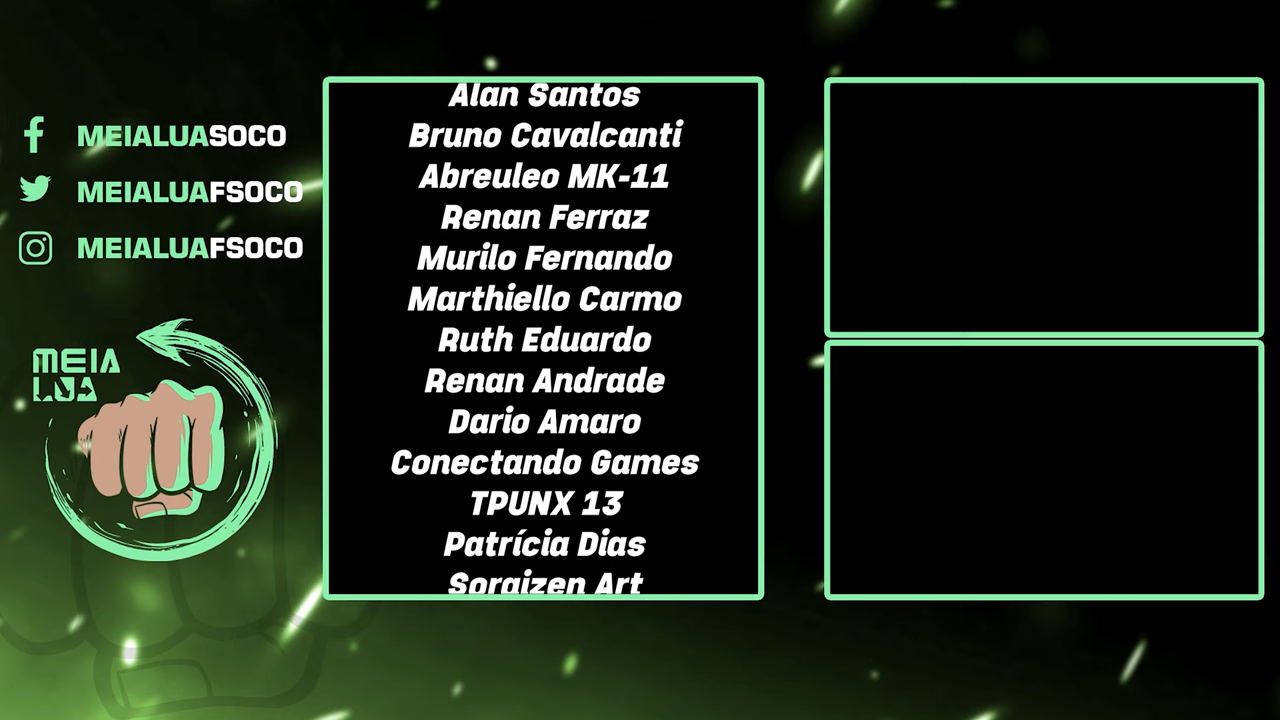 MEIALUASOCO
MEIALUAFSOCO
MEIALUAFSOCO
MEIA
LUA
Alan Santos
Bruno Cavalcanti
Abreuleo MK-11
Renan Ferraz
Murilo Fernando
Marthiello Carmo
Ruth Eduardo
Renan Andrade
Dario Amaro
Conectando Games
TPUNX 13
Patrícia Dias
Soraizen Art